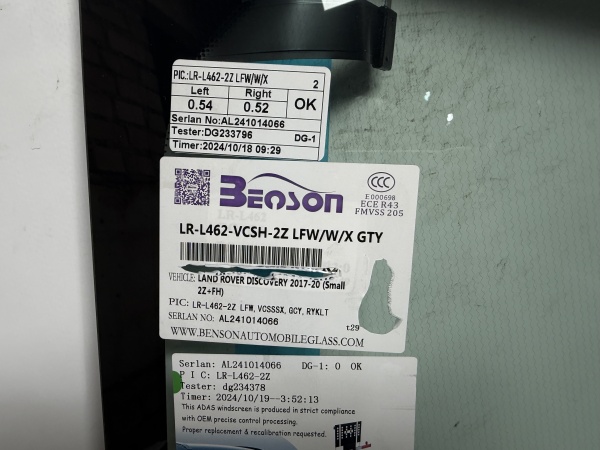 PIC.:LR-L462-2Z LFW/W/X 2
Left Right OK
0.54 0.52
Serlan No:AL241014066
Tester:DG233796 DG-1
Timer:2024/10/18 09:29
BENSON
CCC
E000698
ECE R43
FMVSS 205
LR-L462
LR-L462-VCSH-2Z LFW/W/X GTY
VEHICLE: LAND ROVER DISCOVERY 2017-20 (Small
2Z+FH)
PIC: LR-L462-2Z LFW, VCSSSX, GCY, RYKLT
SERLAN NO: AL241014066 t.29
WWW.BENSONAUTOMOBILEGLASS.COM
Serlan: AL241014066 DG-1: 0 OK
P I C: LR-L462-2Z
Tester: dg234378
Timer: 2024/10/19--3:52:13
This ADAS windscreen is produced in strict compliance
with OEM precise control processing.
Proper replacement & recalibration requested.